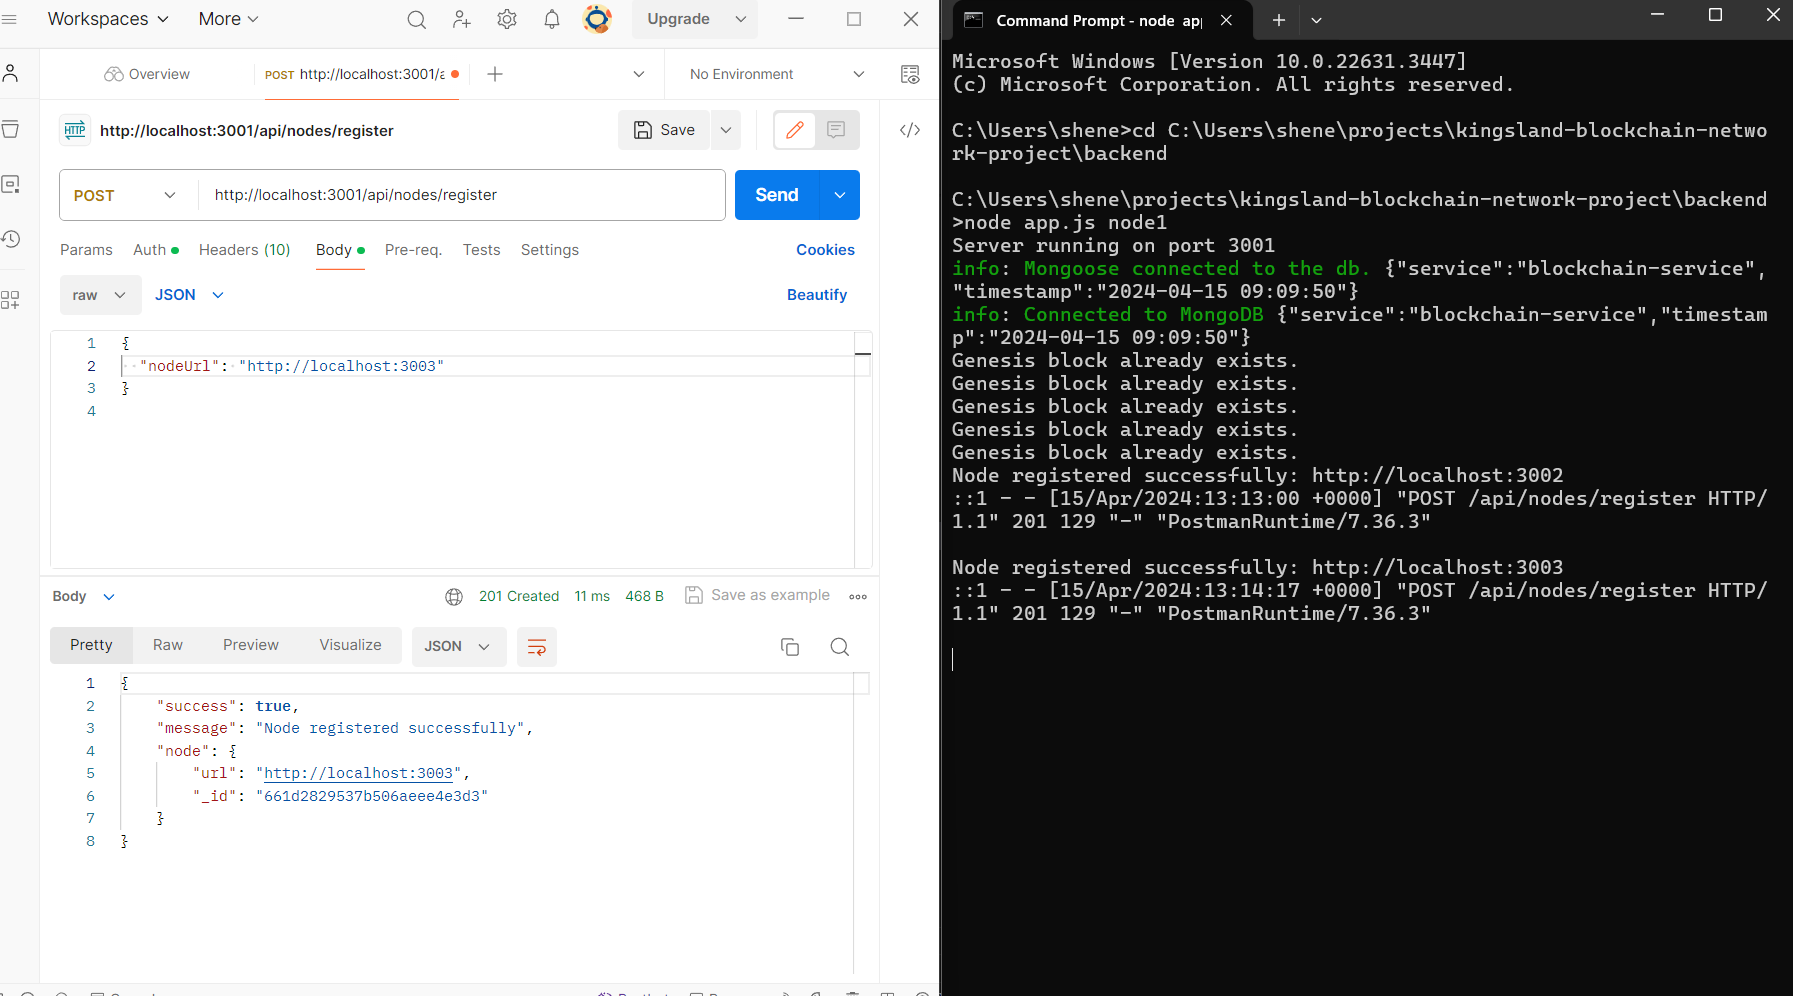 Workspaces More Upgrade
Overview POST http://localhost:3001/a No Environment
HTTP http://localhost:3001/api/nodes/register Save
POST http://localhost:3001/api/nodes/register Send
Params Auth Headers (10) Body Pre-req. Tests Settings Cookies
raw JSON Beautify
1 {
2 "nodeUrl": "http://localhost:3003"
3 }
4
Body 201 Created 11 ms 468 B Save as example
Pretty Raw Preview Visualize JSON
1 {
2 "success": true,
3 "message": "Node registered successfully",
4 "node": {
5 "url": "http://localhost:3003",
6 "_id": "661d2829537b506aeee4e3d3"
7 }
8 }
Command Prompt - node app
Microsoft Windows [Version 10.0.22631.3447]
(c) Microsoft Corporation. All rights reserved.
C:\Users\shene>cd C:\Users\shene\projects\kingsland-blockchain-netwo
rk-project\backend
C:\Users\shene\projects\kingsland-blockchain-network-project\backend
>node app.js node1
Server running on port 3001
info: Mongoose connected to the db. {"service":"blockchain-service",
"timestamp":"2024-04-15 09:09:50"}
info: Connected to MongoDB {"service":"blockchain-service","timestam
p":"2024-04-15 09:09:50"}
Genesis block already exists.
Genesis block already exists.
Genesis block already exists.
Genesis block already exists.
Genesis block already exists.
Node registered successfully: http://localhost:3002
::1 - - [15/Apr/2024:13:13:00 +0000] "POST /api/nodes/register HTTP/
1.1" 201 129 "-" "PostmanRuntime/7.36.3"
Node registered successfully: http://localhost:3003
::1 - - [15/Apr/2024:13:14:17 +0000] "POST /api/nodes/register HTTP/
1.1" 201 129 "-" "PostmanRuntime/7.36.3"